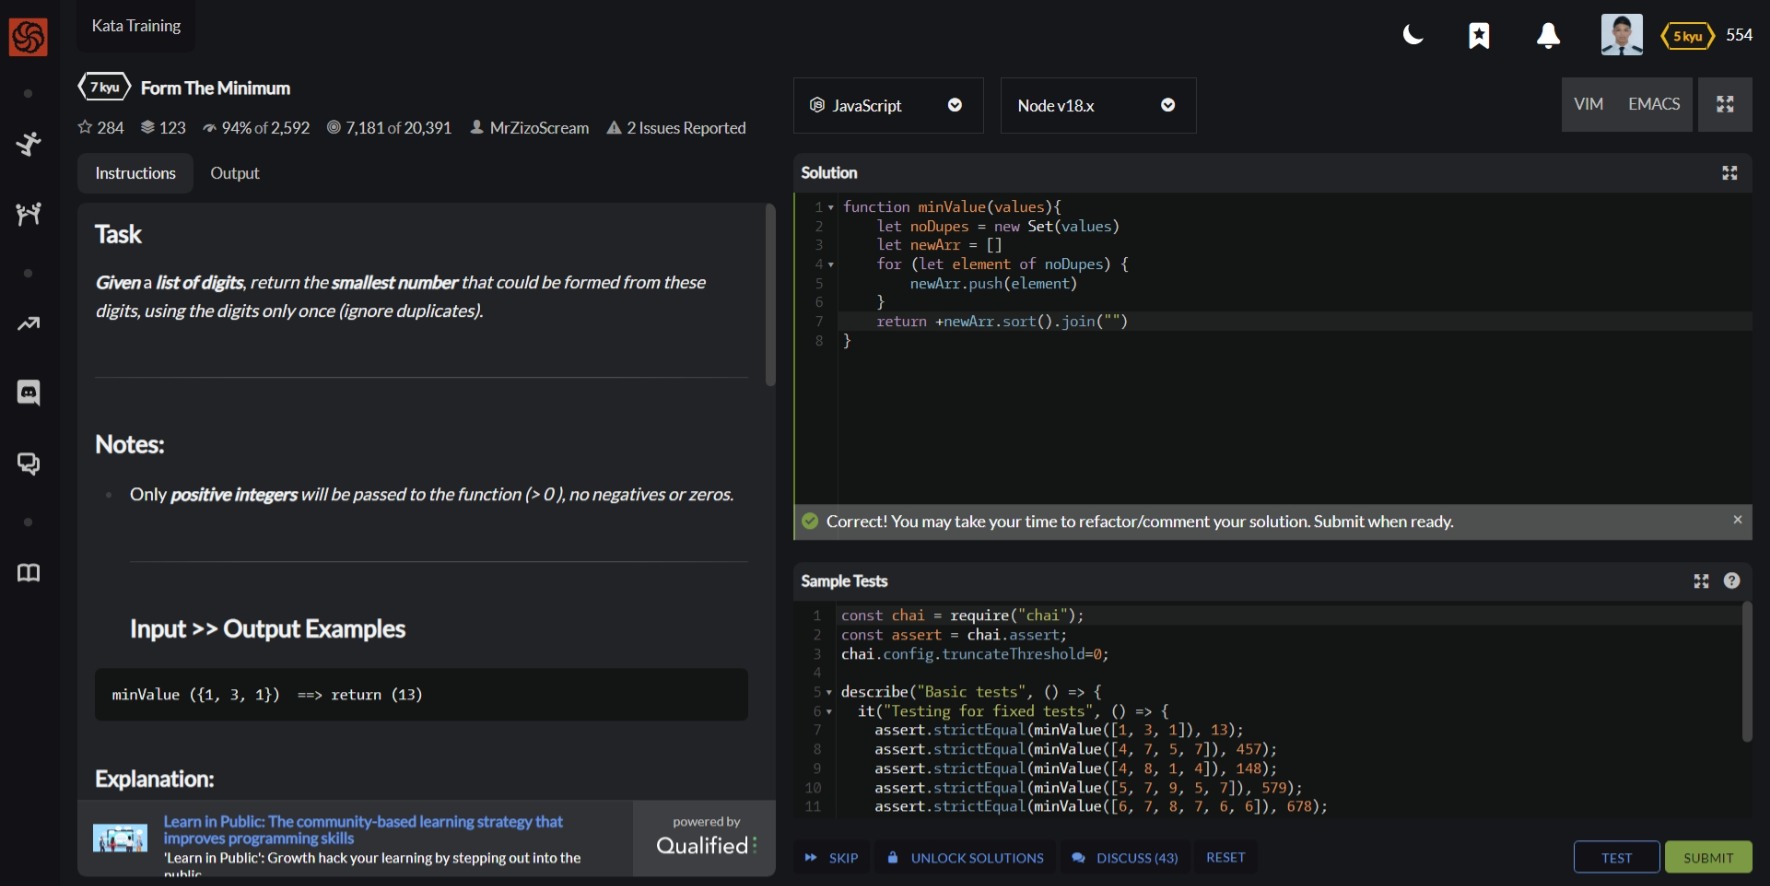 Kata Training
5 kyu 554
7 kyu Form The Minimum
284 123 94% of 2,592 7,181 of 20,391 MrZizoScream 2 Issues Reported
Instructions Output
Task
Given a list of digits, return the smallest number that could be formed from these
digits, using the digits only once (ignore duplicates).
Notes:
Only positive integers will be passed to the function (> 0 ), no negatives or zeros.
Input >> Output Examples
minValue ({1, 3, 1})  ==> return (13)
Explanation:
Learn in Public: The community-based learning strategy that
improves programming skills
'Learn in Public': Growth hack your learning by stepping out into the
public
powered by
Qualified
JavaScript Node v18.x VIM EMACS
Solution
1 function minValue(values){
2     let noDupes = new Set(values)
3     let newArr = []
4     for (let element of noDupes) {
5         newArr.push(element)
6     }
7     return +newArr.sort().join("")
8 }
Correct! You may take your time to refactor/comment your solution. Submit when ready. ×
Sample Tests ?
1 const chai = require("chai");
2 const assert = chai.assert;
3 chai.config.truncateThreshold=0;
4
5 describe("Basic tests", () => {
6   it("Testing for fixed tests", () => {
7     assert.strictEqual(minValue([1, 3, 1]), 13);
8     assert.strictEqual(minValue([4, 7, 5, 7]), 457);
9     assert.strictEqual(minValue([4, 8, 1, 4]), 148);
10     assert.strictEqual(minValue([5, 7, 9, 5, 7]), 579);
11     assert.strictEqual(minValue([6, 7, 8, 7, 6, 6]), 678);
SKIP UNLOCK SOLUTIONS DISCUSS (43) RESET TEST SUBMIT